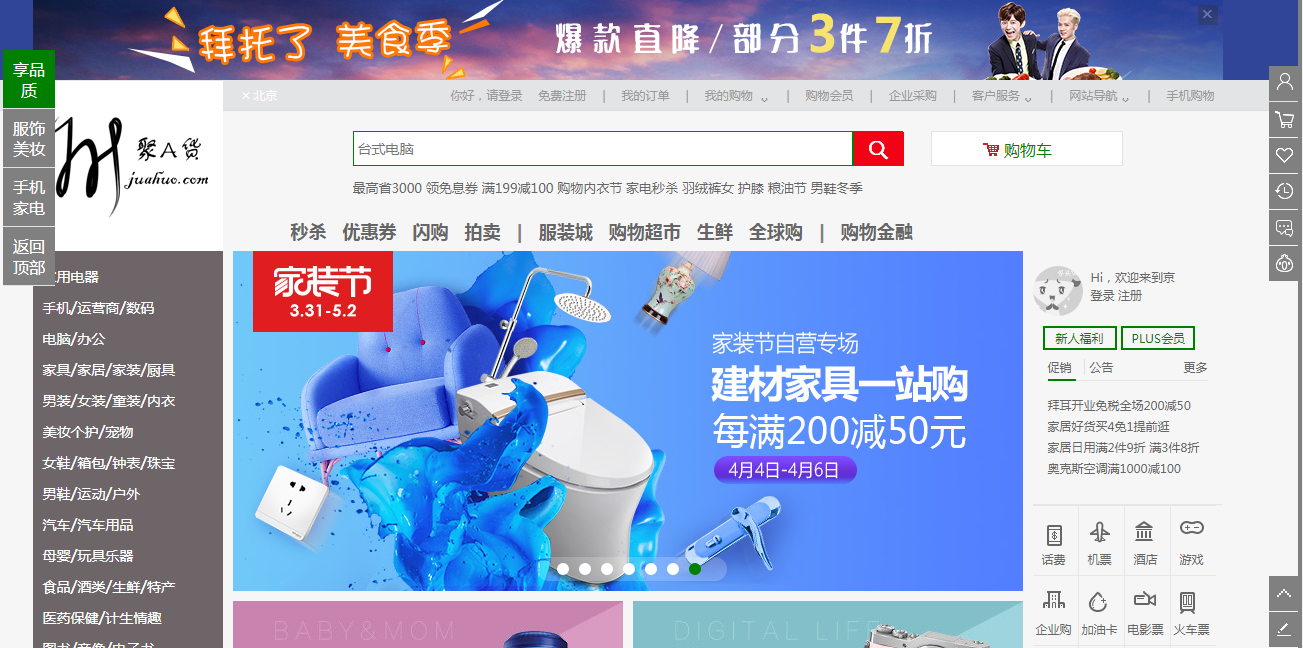 拜托了 美食季
爆款直降/部分3件7折
享品质
服饰美妆
手机家电
返回顶部
聚A货
juahuo.com
北京
你好，请登录 免费注册 | 我的订单 | 我的购物 | 购物会员 | 企业采购 | 客户服务 | 网站导航 | 手机购物
台式电脑
购物车
最高省3000 领免息券 满199减100 购物内衣节 家电秒杀 羽绒裤女 护膝 粮油节 男鞋冬季
秒杀 优惠券 闪购 拍卖 | 服装城 购物超市 生鲜 全球购 | 购物金融
用电器
手机/运营商/数码
电脑/办公
家具/家居/家装/厨具
男装/女装/童装/内衣
美妆个护/宠物
女鞋/箱包/钟表/珠宝
男鞋/运动/户外
汽车/汽车用品
母婴/玩具乐器
食品/酒类/生鲜/特产
医药保健/计生情趣
图书/音像/电子书
家装节
3.31-5.2
家装节自营专场
建材家具一站购
每满200减50元
4月4日-4月6日
BABY&MOM
DIGITAL LIFE
Hi，欢迎来到京
登录 注册
新人福利 PLUS会员
促销 公告 更多
拜耳开业免税全场200减50
家居好货买4免1提前逛
家居日用满2件9折 满3件8折
奥克斯空调满1000减100
话费 机票 酒店 游戏
企业购 加油卡 电影票 火车票